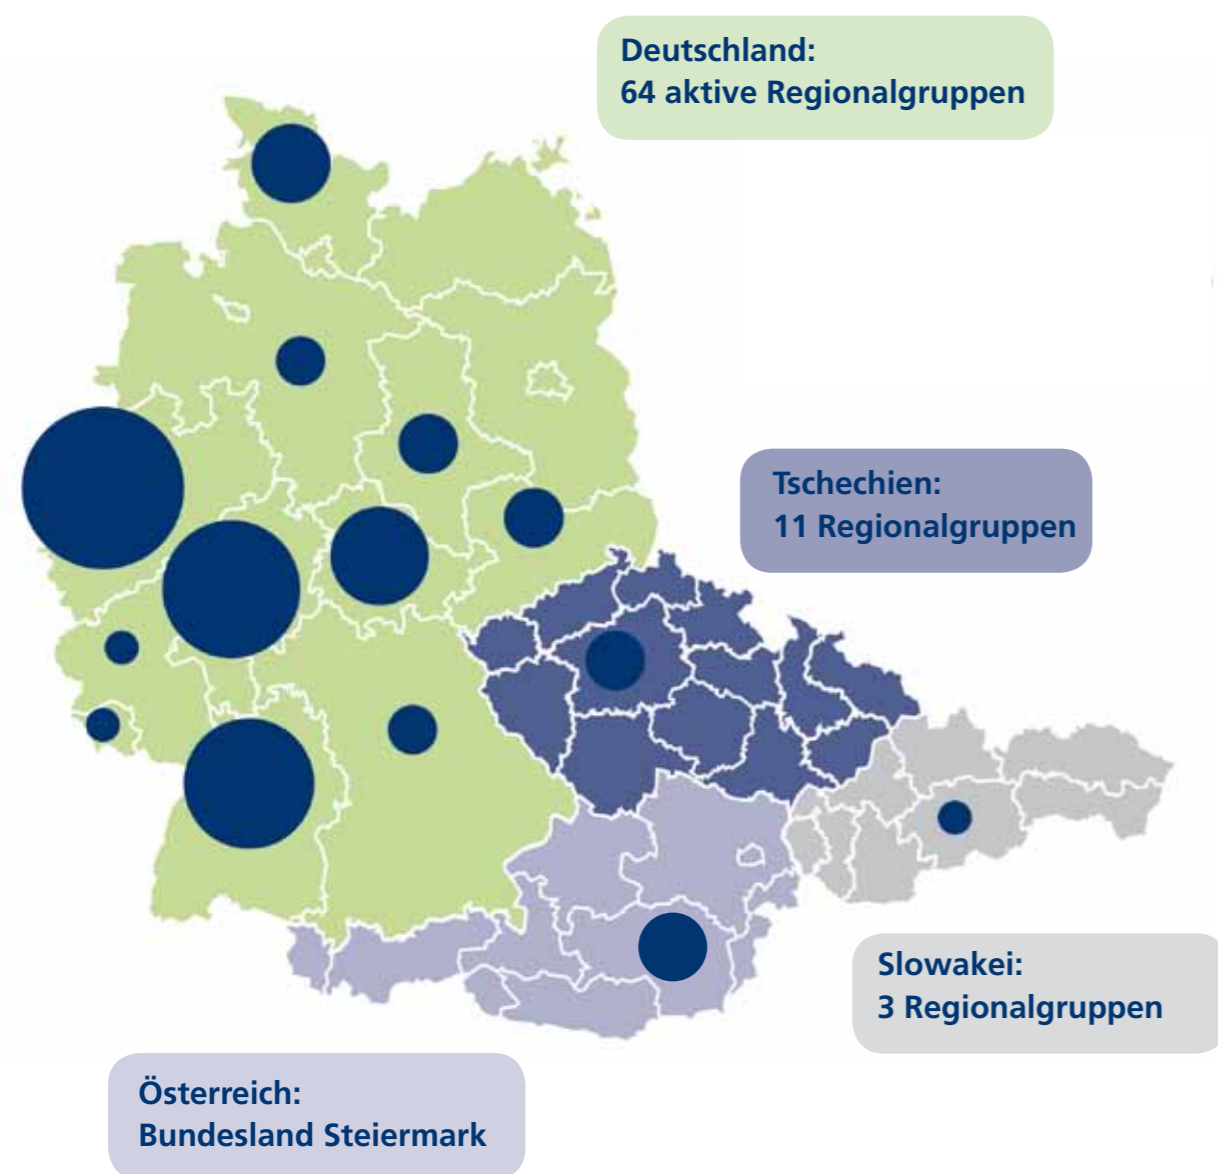 Deutschland:
64 aktive Regionalgruppen
Tschechien:
11 Regionalgruppen
Slowakei:
3 Regionalgruppen
Österreich:
Bundesland Steiermark